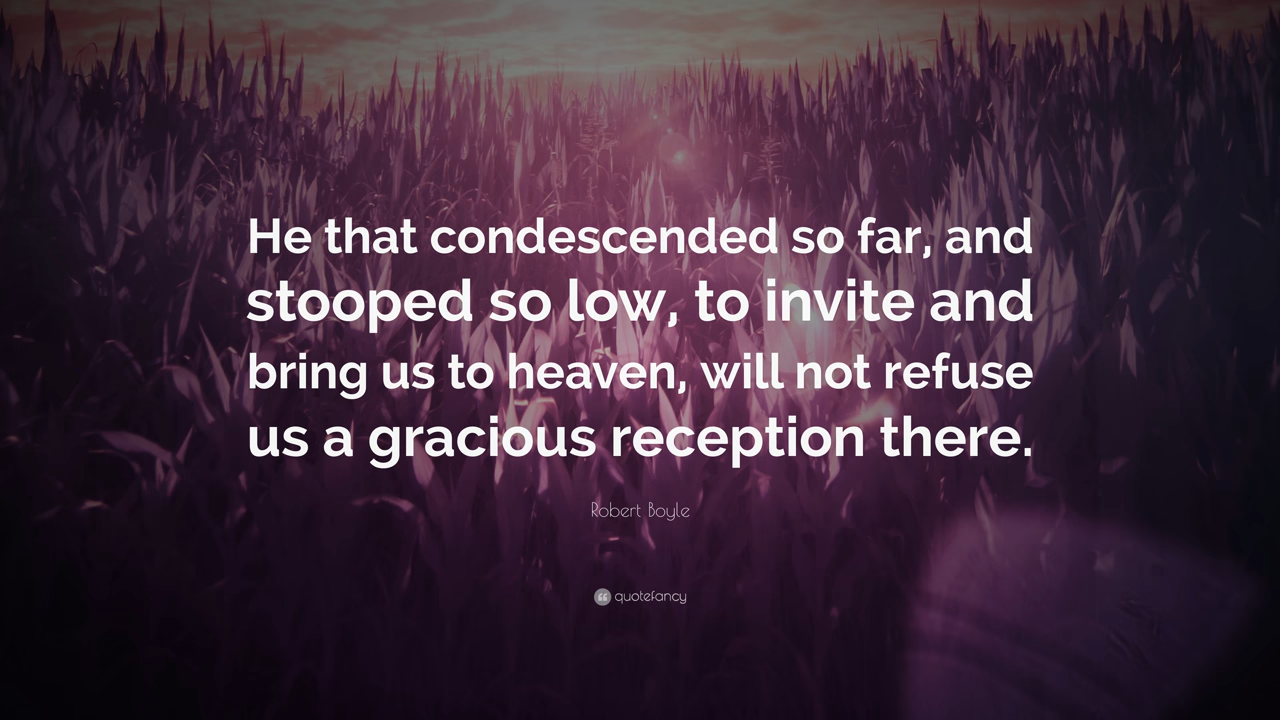 He that condescended so far, and
stooped so low, to invite and
bring us to heaven, will not refuse
us a gracious reception there.
Robert Boyle
quotefancy